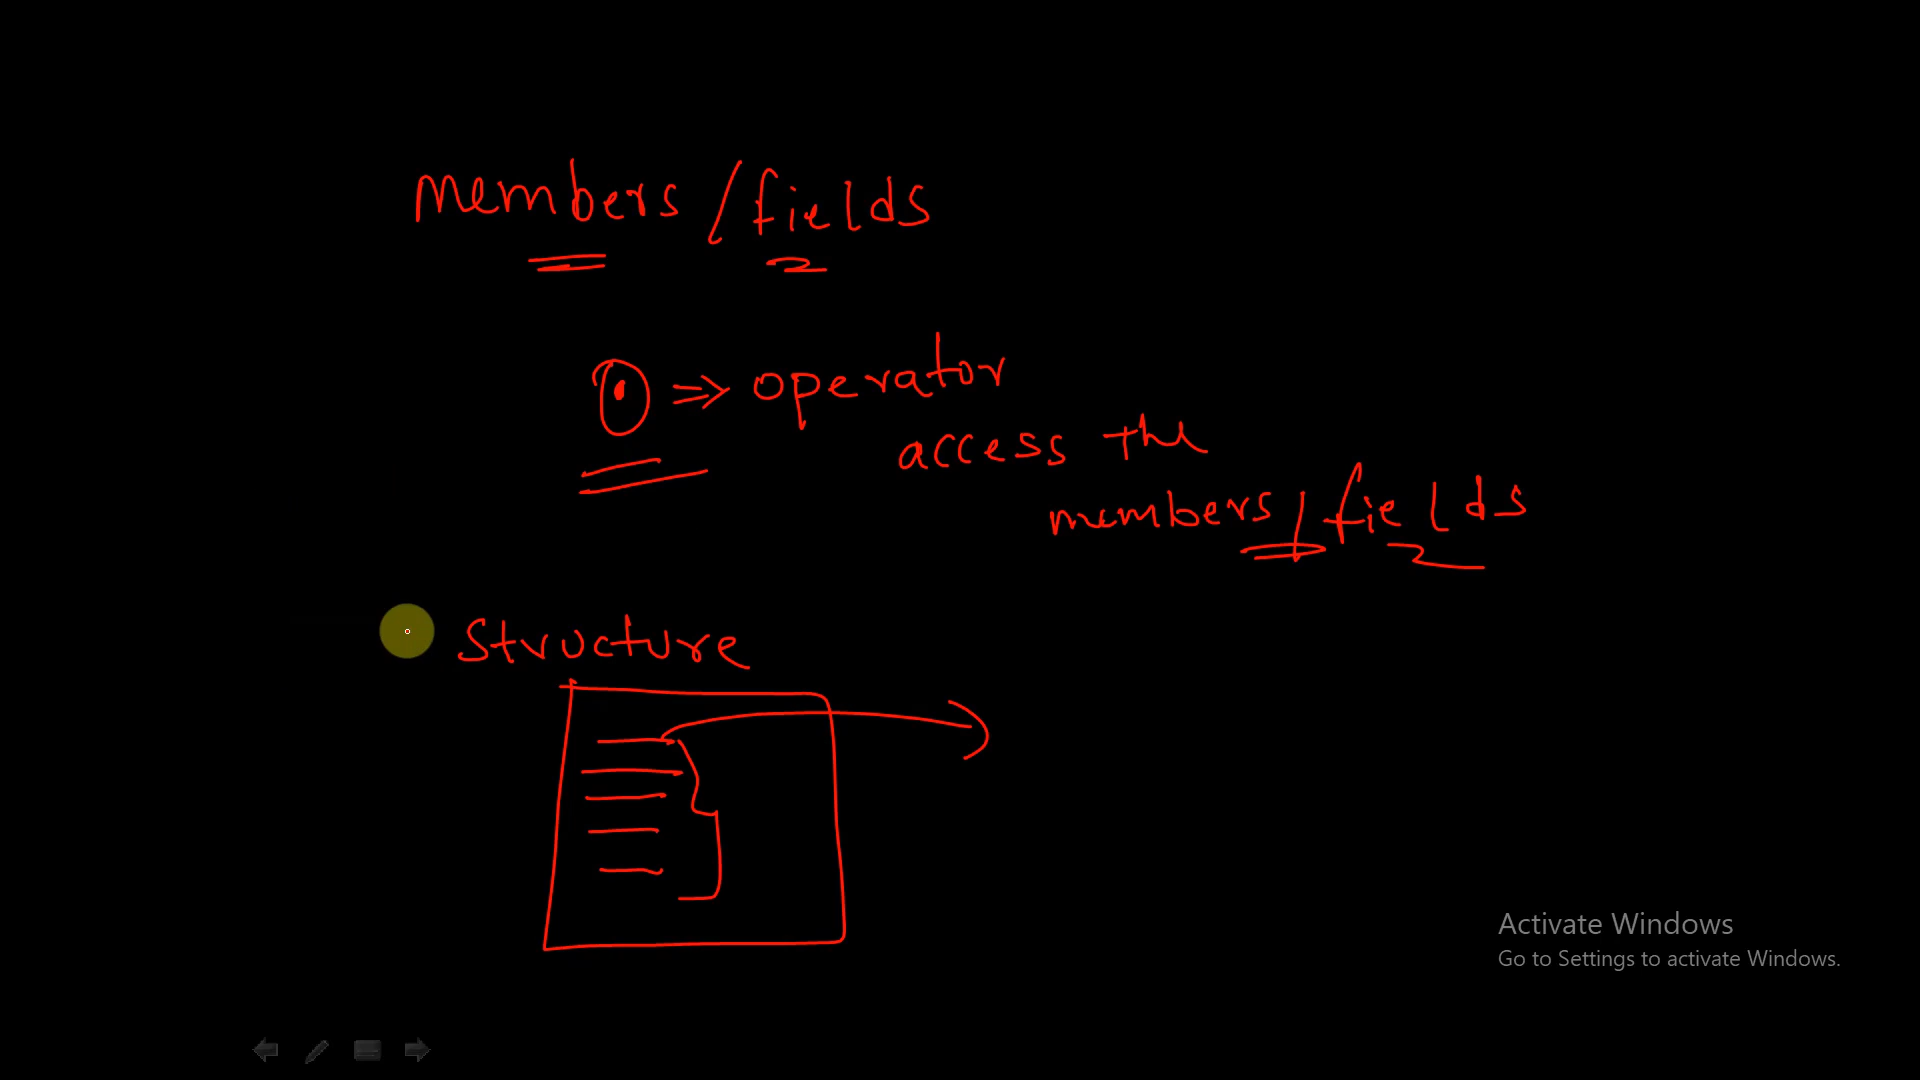 members / fields
• ⇒ operator
access the
members / fields
Structure
Activate Windows
Go to Settings to activate Windows.